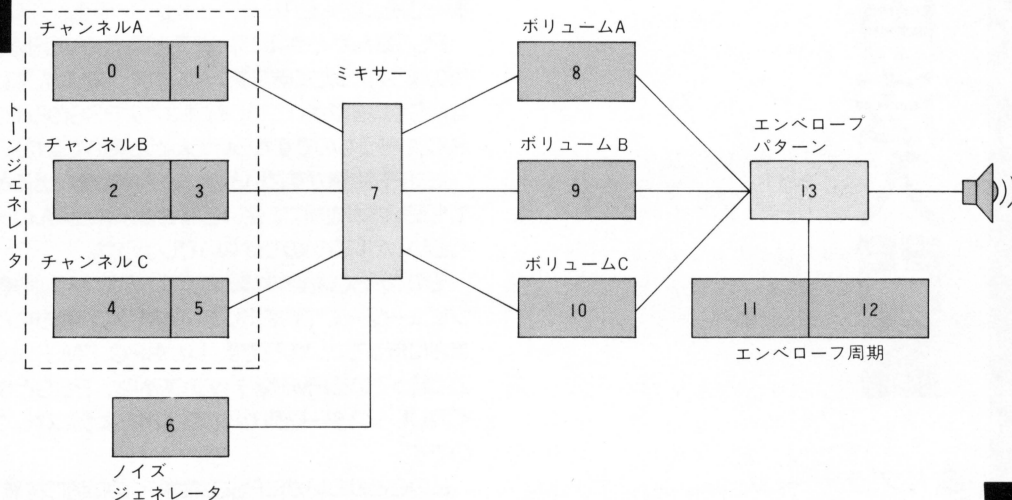 チャンネルA
0
1
トーンジェネレータ
チャンネルB
2
3
チャンネルC
4
5
6
ノイズ
ジェネレータ
ミキサー
7
ボリュームA
8
ボリュームB
9
ボリュームC
10
エンベロープ
パターン
13
11
12
エンベロープ周期